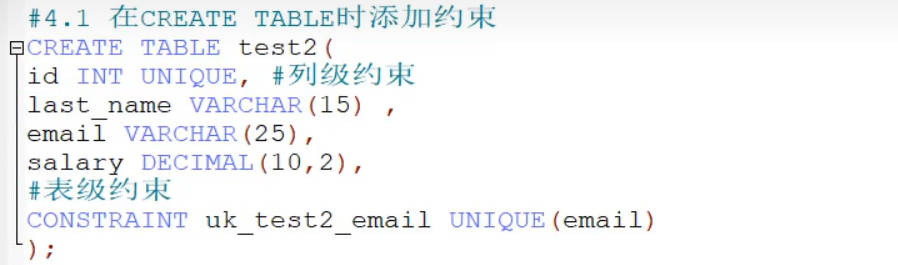 #4.1 在CREATE TABLE时添加约束
CREATE TABLE test2(
id INT UNIQUE, #列级约束
last_name VARCHAR(15) ,
email VARCHAR(25),
salary DECIMAL(10,2),
#表级约束
CONSTRAINT uk_test2_email UNIQUE(email)
);